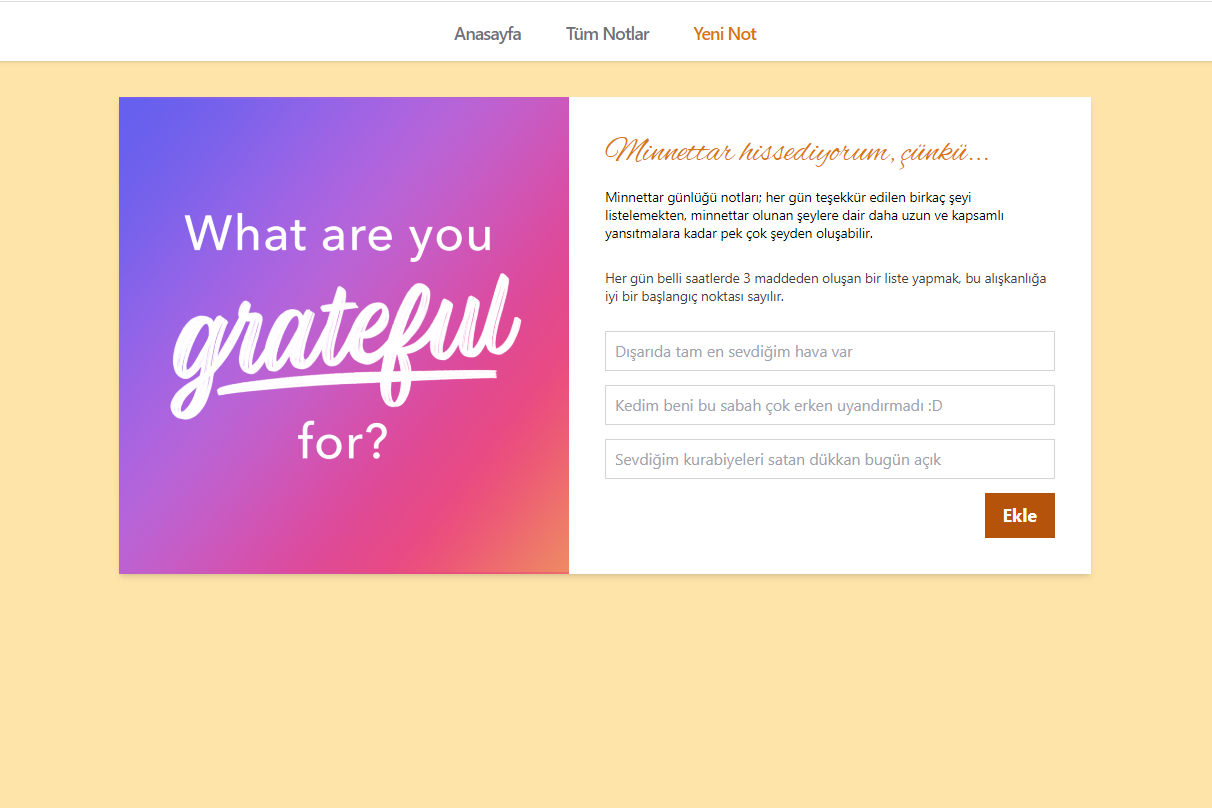 Anasayfa Tüm Notlar Yeni Not
What are you
grateful
for?
Minnettar hissediyorum, çünkü...
Minnettar günlüğü notları; her gün teşekkür edilen birkaç şeyi
listelemekten, minnettar olunan şeylere dair daha uzun ve kapsamlı
yansıtmalara kadar pek çok şeyden oluşabilir.
Her gün belli saatlerde 3 maddeden oluşan bir liste yapmak, bu alışkanlığa
iyi bir başlangıç noktası sayılır.
Dışarıda tam en sevdiğim hava var
Kedim beni bu sabah çok erken uyandırmadı :D
Sevdiğim kurabiyeleri satan dükkan bugün açık
Ekle